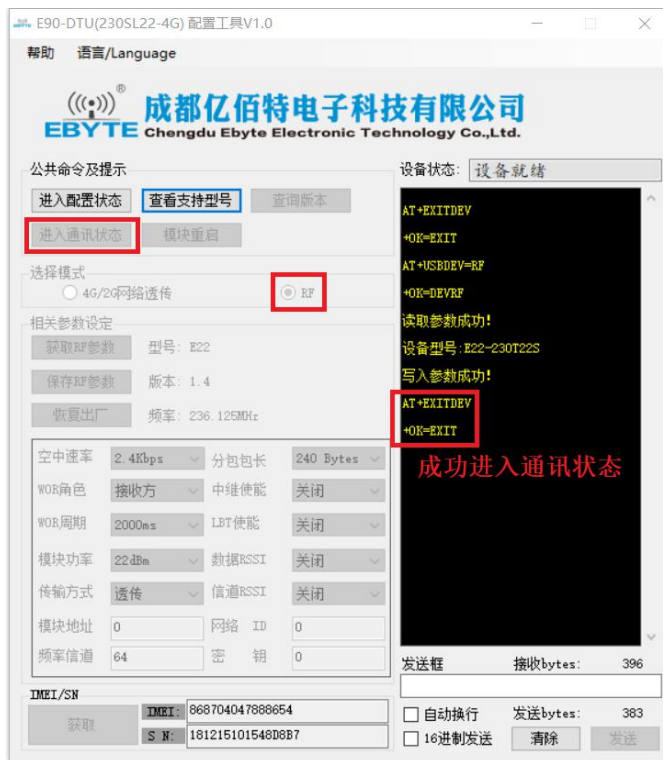 E90-DTU(230SL22-4G) 配置工具V1.0
帮助 语言/Language
((•)) ®
EBYTE
成都亿佰特电子科技有限公司
Chengdu Ebyte Electronic Technology Co.,Ltd.
公共命令及提示
进入配置状态 查看支持型号 查询版本
进入通讯状态 模块重启
选择模式
4G/2G网络透传 RF
相关参数设定
获取RF参数 型号: E22
保存RF参数 版本: 1.4
恢复出厂 频率: 236.125MHz
空中速率 2.4Kbps 分包包长 240 Bytes
WOR角色 接收方 中继使能 关闭
WOR周期 2000ms LBT使能 关闭
模块功率 22dBm 数据RSSI 关闭
传输方式 透传 信道RSSI 关闭
模块地址 0 网络 ID 0
频率信道 64 密 钥 0
IMEI/SN
获取
IMEI: 868704047888654
S N: 181215101548D8B7
设备状态: 设备就绪
AT+EXITDEV
+OK=EXIT
AT+USBDEV=RF
+OK=DEVRF
读取参数成功!
设备型号:E22-230T22S
写入参数成功!
AT+EXITDEV
+OK=EXIT
成功进入通讯状态
发送框 接收bytes: 396
自动换行 发送bytes: 383
16进制发送 清除 发送